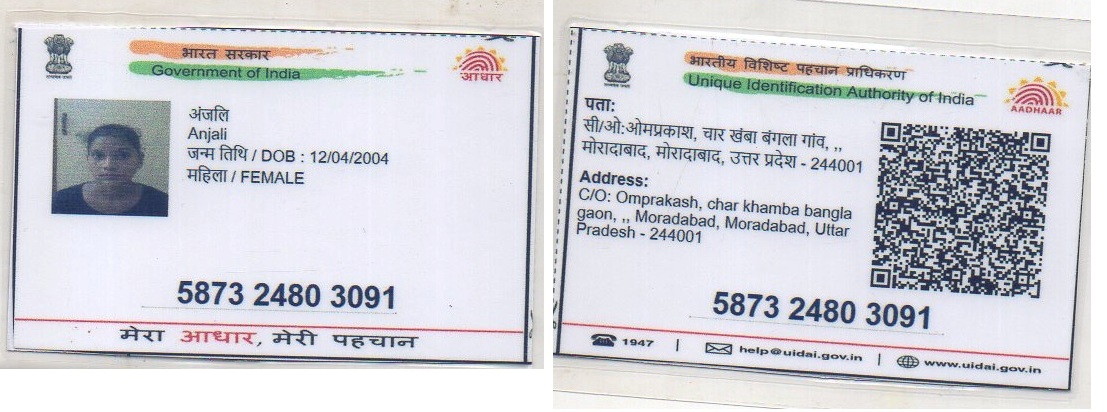 भारत सरकार
Government of India
आधार
अंजलि
Anjali
जन्म तिथि / DOB : 12/04/2004
महिला / FEMALE
5873 2480 3091
मेरा आधार, मेरी पहचान
भारतीय विशिष्ट पहचान प्राधिकरण
Unique Identification Authority of India
AADHAAR
पता:
सी/ओ:ओमप्रकाश, चार खंबा बंगला गांव, ,,
मोरादाबाद, मोरादाबाद, उत्तर प्रदेश - 244001
Address:
C/O: Omprakash, char khamba bangla
gaon, ,, Moradabad, Moradabad, Uttar
Pradesh - 244001
5873 2480 3091
1947 | help@uidai.gov.in | www.uidai.gov.in